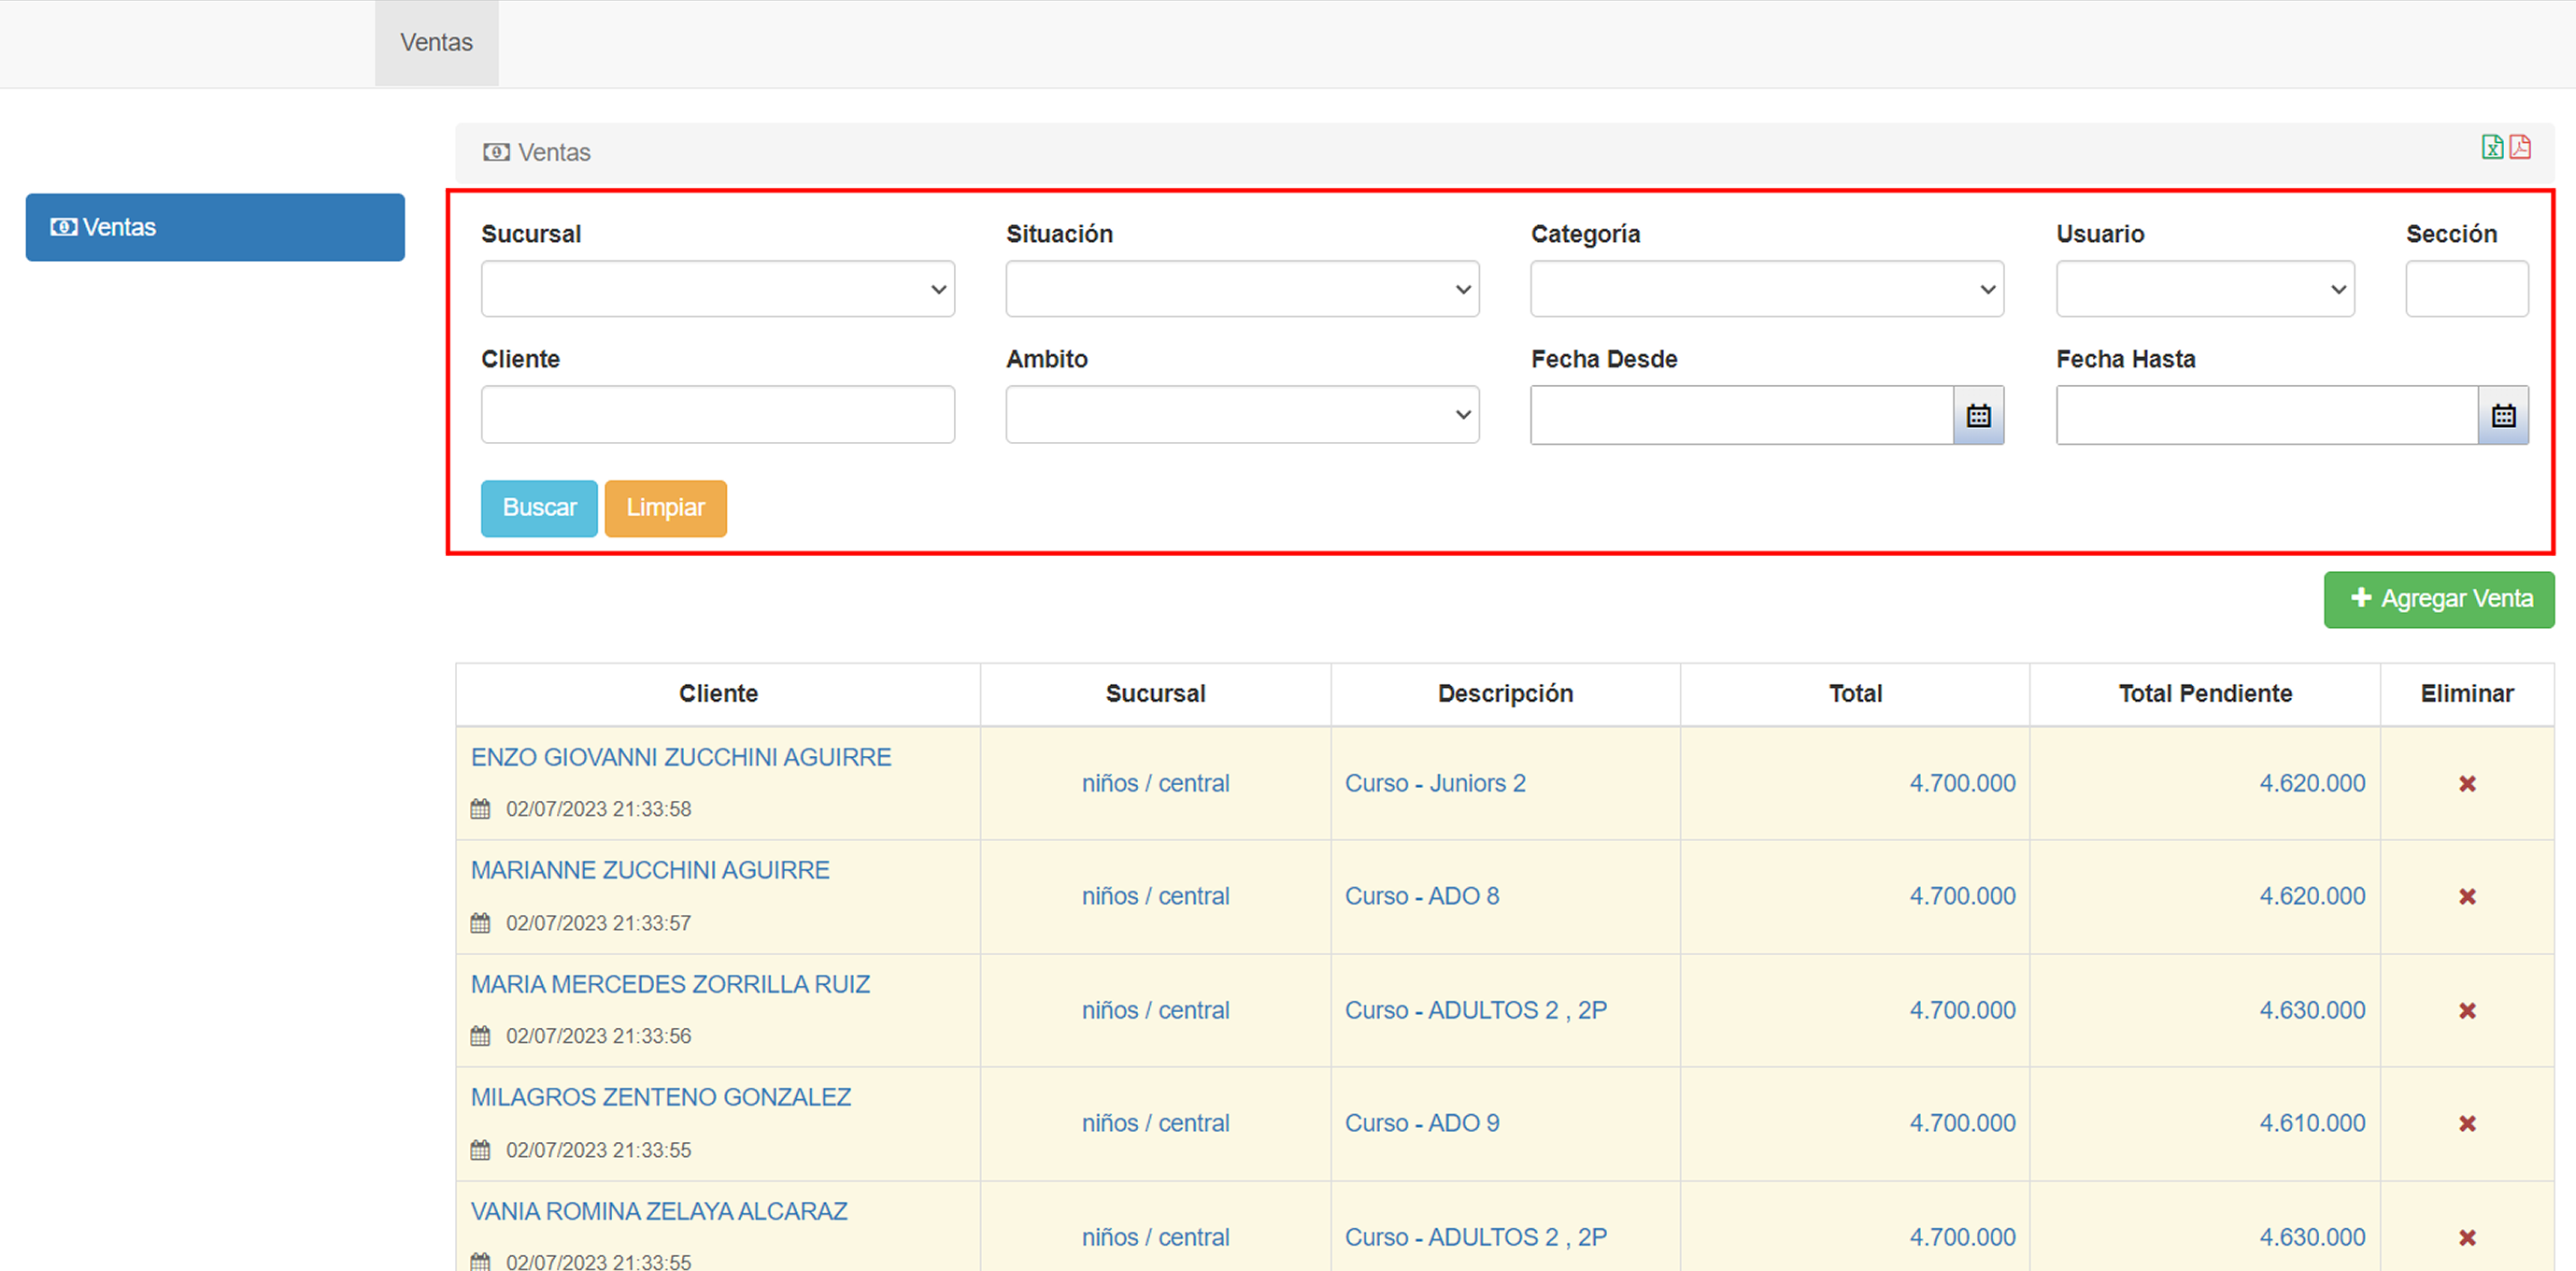 Ventas
Ventas
Ventas
Sucursal Situación Categoría Usuario Sección
Cliente Ambito Fecha Desde Fecha Hasta
Buscar Limpiar
Agregar Venta
Cliente Sucursal Descripción Total Total Pendiente Eliminar
ENZO GIOVANNI ZUCCHINI AGUIRRE
niños / central Curso - Juniors 2 4.700.000 4.620.000
02/07/2023 21:33:58
MARIANNE ZUCCHINI AGUIRRE
niños / central Curso - ADO 8 4.700.000 4.620.000
02/07/2023 21:33:57
MARIA MERCEDES ZORRILLA RUIZ
niños / central Curso - ADULTOS 2 , 2P 4.700.000 4.630.000
02/07/2023 21:33:56
MILAGROS ZENTENO GONZALEZ
niños / central Curso - ADO 9 4.700.000 4.610.000
02/07/2023 21:33:55
VANIA ROMINA ZELAYA ALCARAZ
niños / central Curso - ADULTOS 2 , 2P 4.700.000 4.630.000
02/07/2023 21:33:55